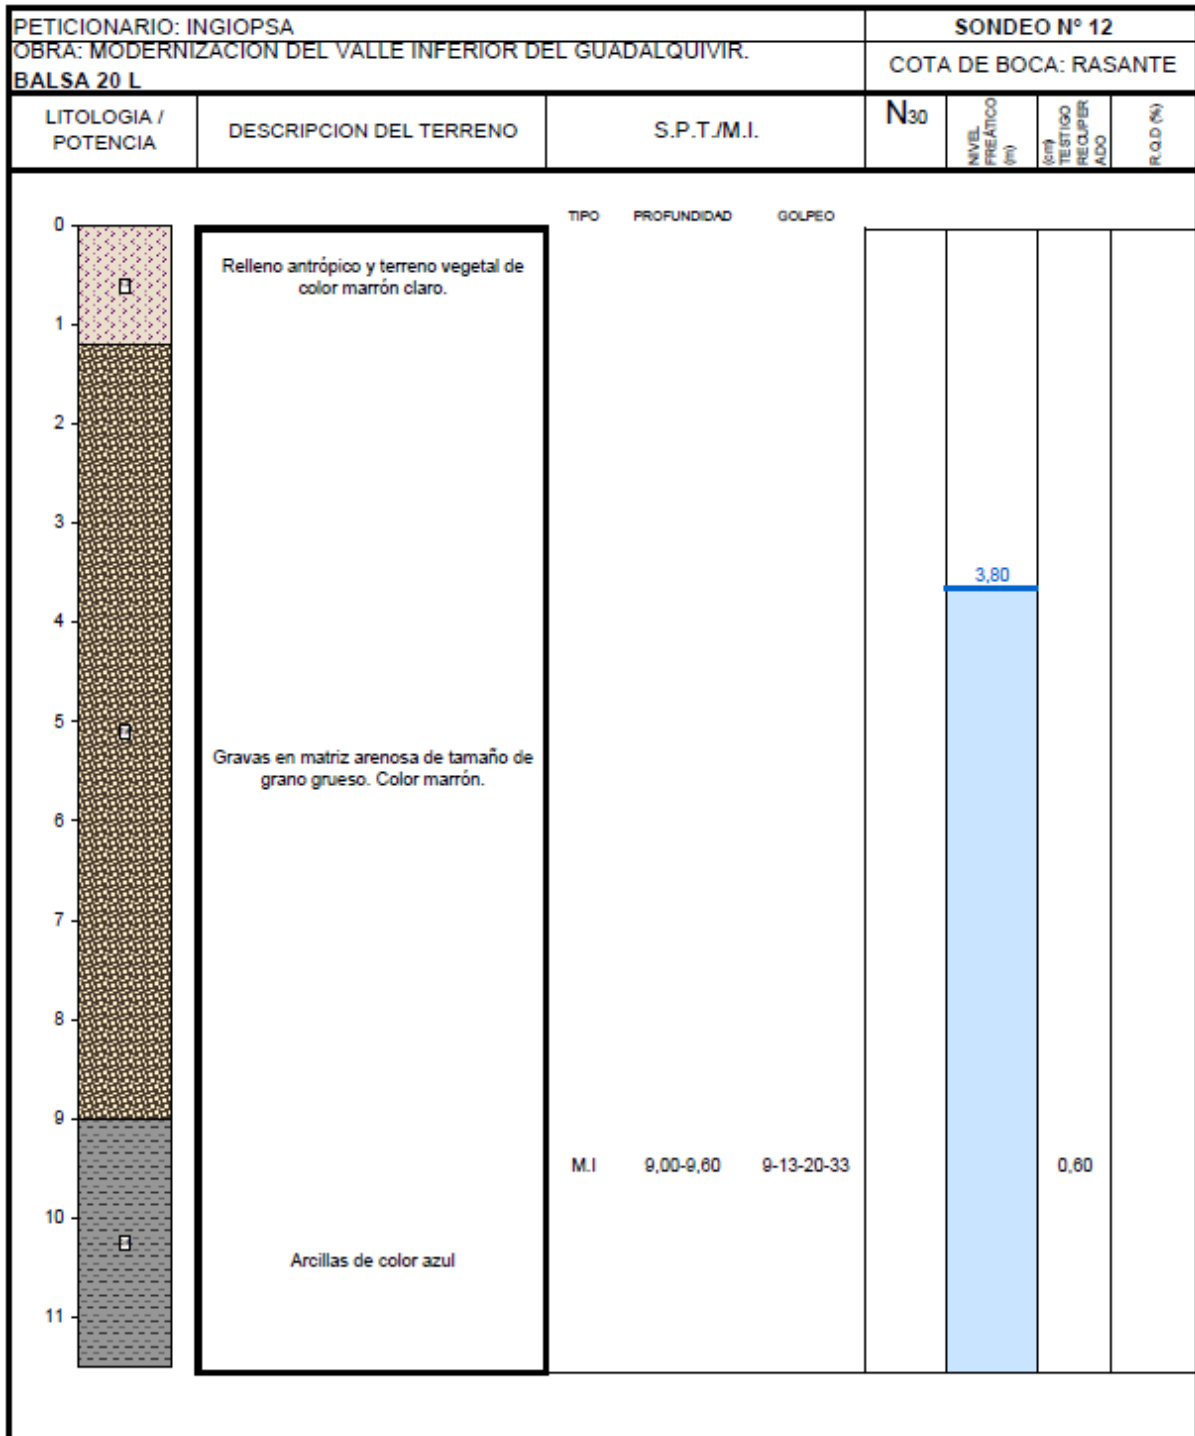 PETICIONARIO: INGIOPSA
SONDEO Nº 12
OBRA: MODERNIZACION DEL VALLE INFERIOR DEL GUADALQUIVIR.
BALSA 20 L
COTA DE BOCA: RASANTE
LITOLOGIA /
POTENCIA
DESCRIPCION DEL TERRENO
S.P.T./M.I.
N30
NIVEL
FREÁTICO
(m)
(cm)
TESTIGO
RECUPER
ADO
R.Q.D (%)
TIPO PROFUNDIDAD GOLPEO
0
Relleno antrópico y terreno vegetal de
color marrón claro.
1
2
3
3,80
4
5
Gravas en matriz arenosa de tamaño de
grano grueso. Color marrón.
6
7
8
9
M.I 9,00-9,60 9-13-20-33 0,60
10
Arcillas de color azul
11